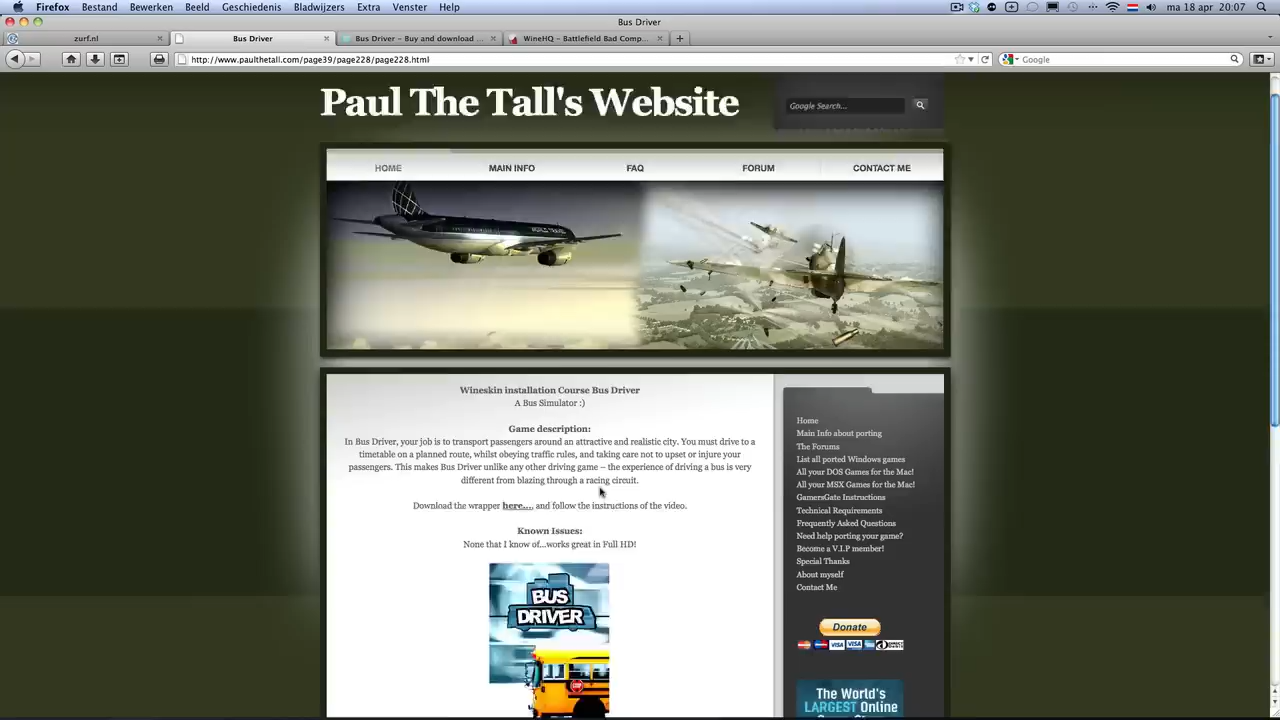 Firefox Bestand Bewerken Beeld Geschiedenis Bladwijzers Extra Venster Help ma 18 apr 20:07
Bus Driver
zurf.nl Bus Driver Bus Driver – Buy and download ... WineHQ – Battlefield Bad Comp...
http://www.paulthetall.com/page39/page228/page228.html Google
Paul The Tall's Website
Google Search...
HOME MAIN INFO FAQ FORUM CONTACT ME
WORLD TRAVEL
Wineskin installation Course Bus Driver
A Bus Simulator :)
Game description:
In Bus Driver, your job is to transport passengers around an attractive and realistic city. You must drive to a
timetable on a planned route, whilst obeying traffic rules, and taking care not to upset or injure your
passengers. This makes Bus Driver unlike any other driving game – the experience of driving a bus is very
different from blazing through a racing circuit.
Download the wrapper here...., and follow the instructions of the video.
Known Issues:
None that I know of...works great in Full HD!
BUS
DRIVER
STOP
Home
Main Info about porting
The Forums
List all ported Windows games
All your DOS Games for the Mac!
All your MSX Games for the Mac!
GamersGate Instructions
Technical Requirements
Frequently Asked Questions
Need help porting your game?
Become a V.I.P member!
Special Thanks
About myself
Contact Me
Donate
VISA VISA
The World's
LARGEST Online